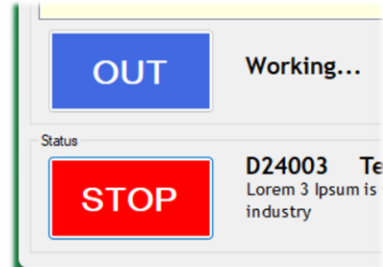 OUT
Working...
Status
STOP
D24003 Te
Lorem 3 Ipsum is
industry